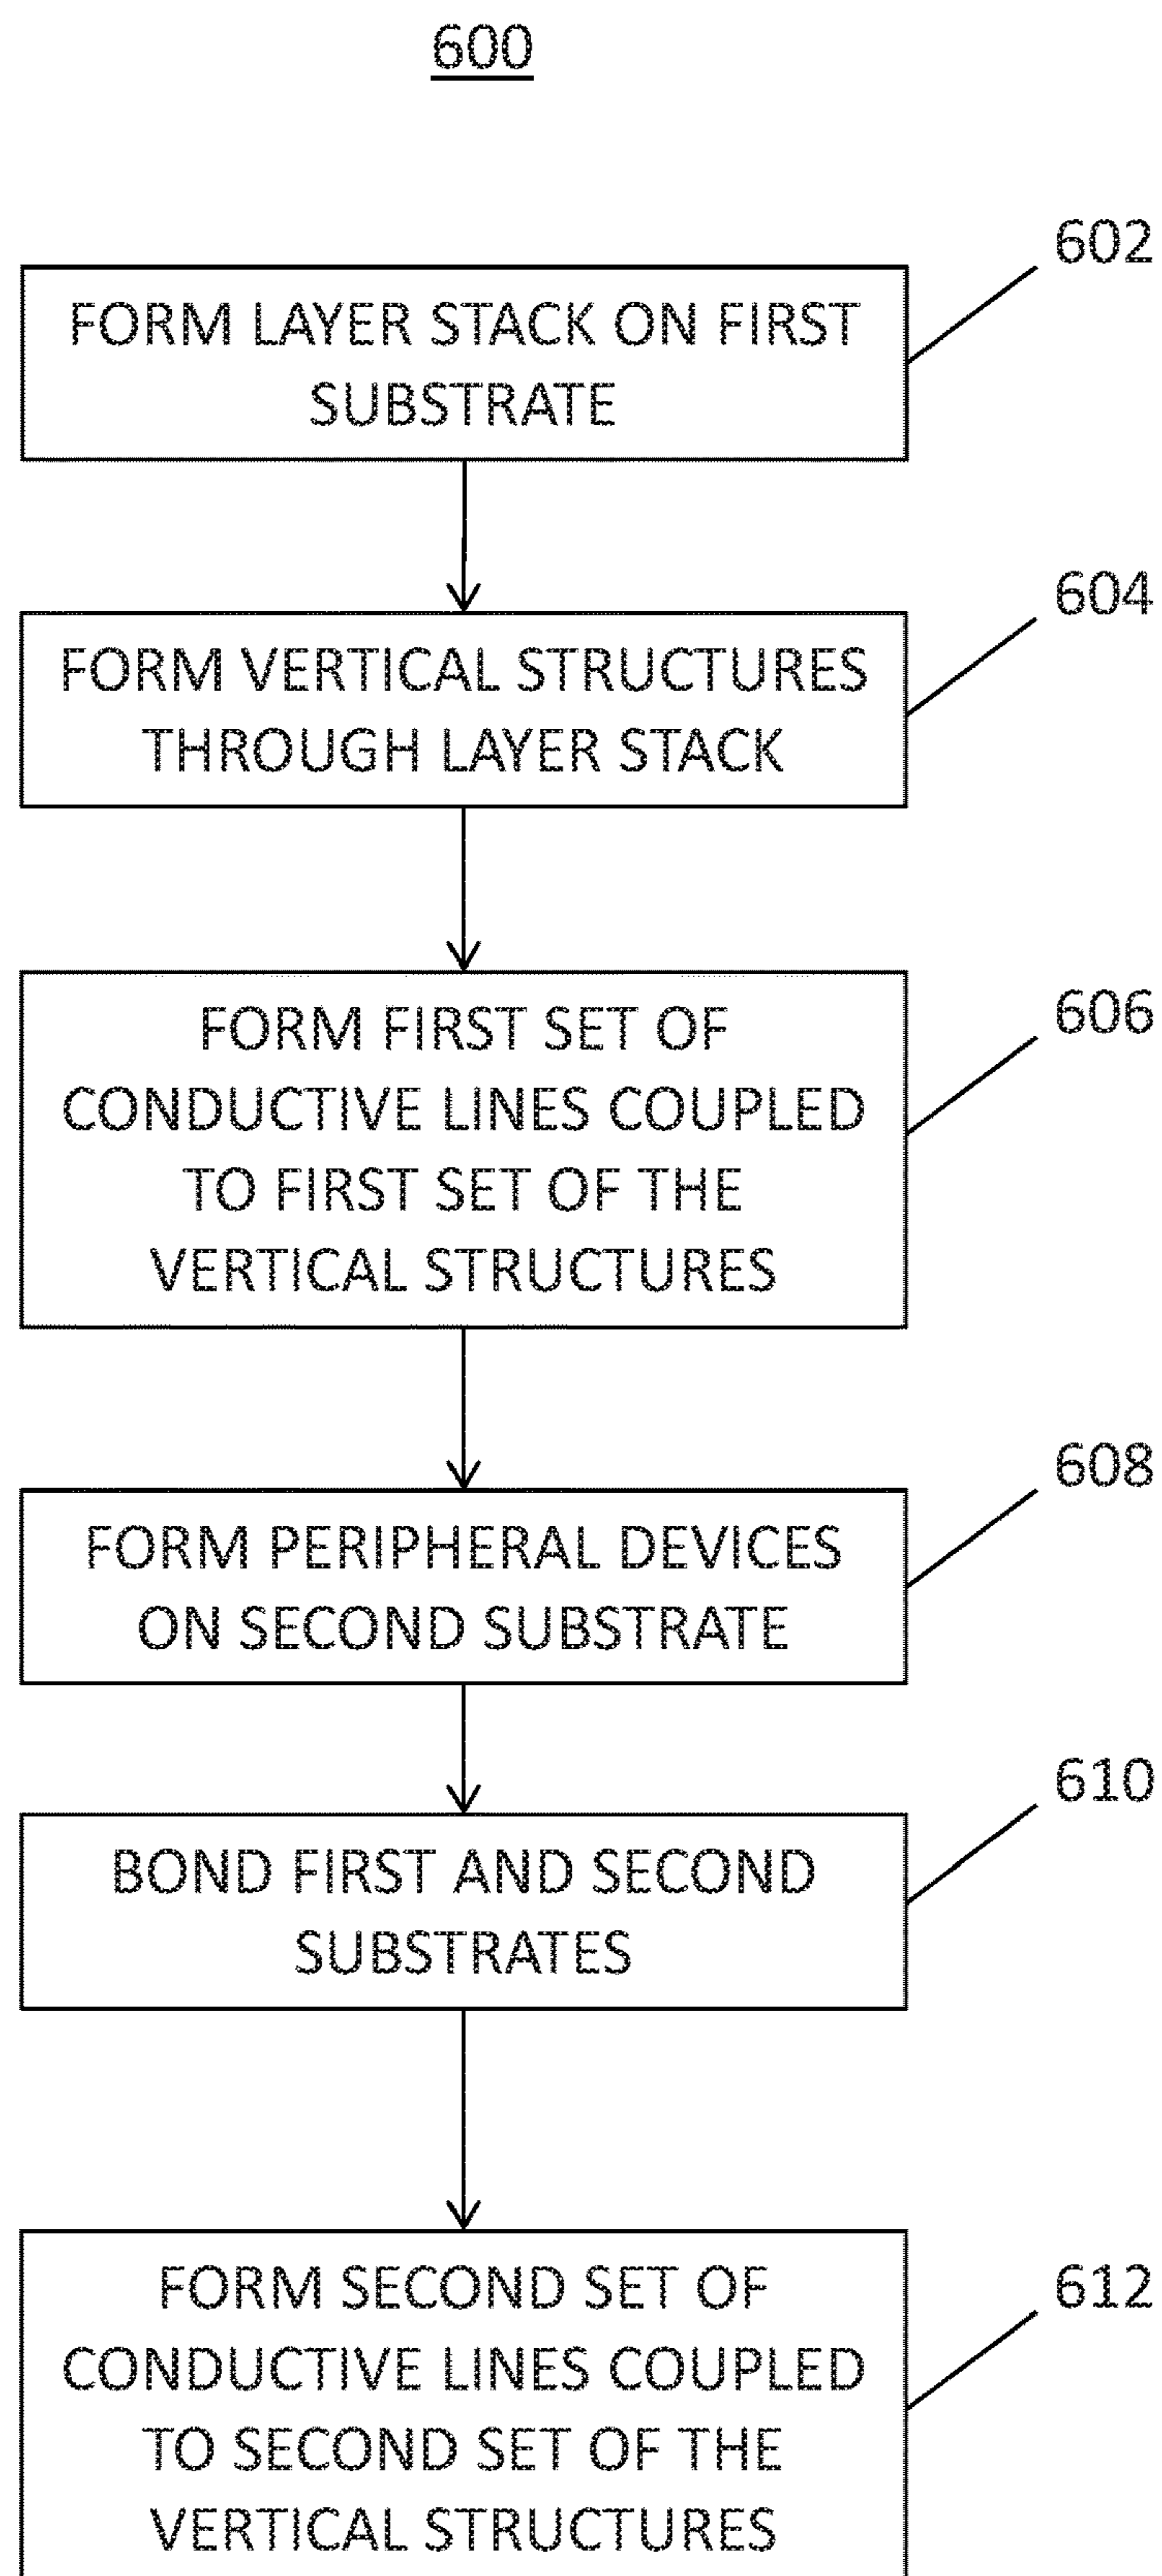 600
602
FORM LAYER STACK ON FIRST
SUBSTRATE
604
FORM VERTICAL STRUCTURES
THROUGH LAYER STACK
606
FORM FIRST SET OF
CONDUCTIVE LINES COUPLED
TO FIRST SET OF THE
VERTICAL STRUCTURES
608
FORM PERIPHERAL DEVICES
ON SECOND SUBSTRATE
610
BOND FIRST AND SECOND
SUBSTRATES
612
FORM SECOND SET OF
CONDUCTIVE LINES COUPLED
TO SECOND SET OF THE
VERTICAL STRUCTURES